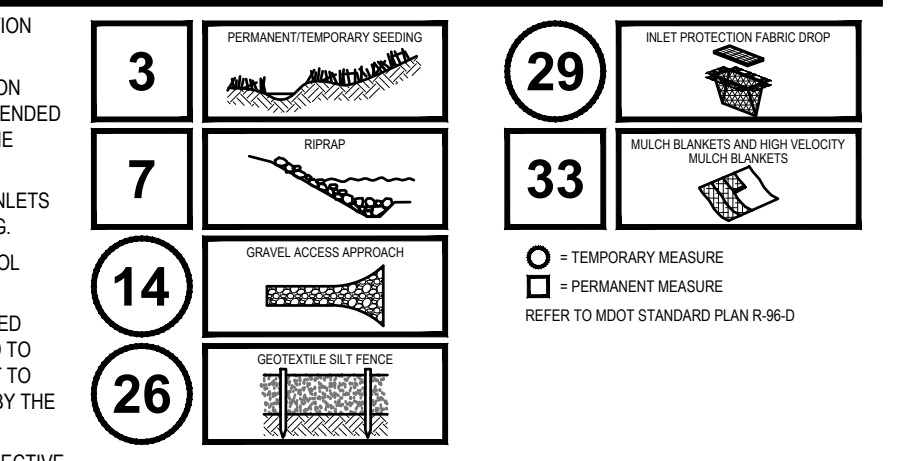 TION
ON
ENDED
HE
NLETS
G.
OL
ED
TO
T TO
BY THE
ECTIVE
3
PERMANENT/TEMPORARY SEEDING
7
RIPRAP
14
GRAVEL ACCESS APPROACH
26
GEOTEXTILE SILT FENCE
29
INLET PROTECTION FABRIC DROP
33
MULCH BLANKETS AND HIGH VELOCITY
MULCH BLANKETS
= TEMPORARY MEASURE
= PERMANENT MEASURE
REFER TO MDOT STANDARD PLAN R-96-D